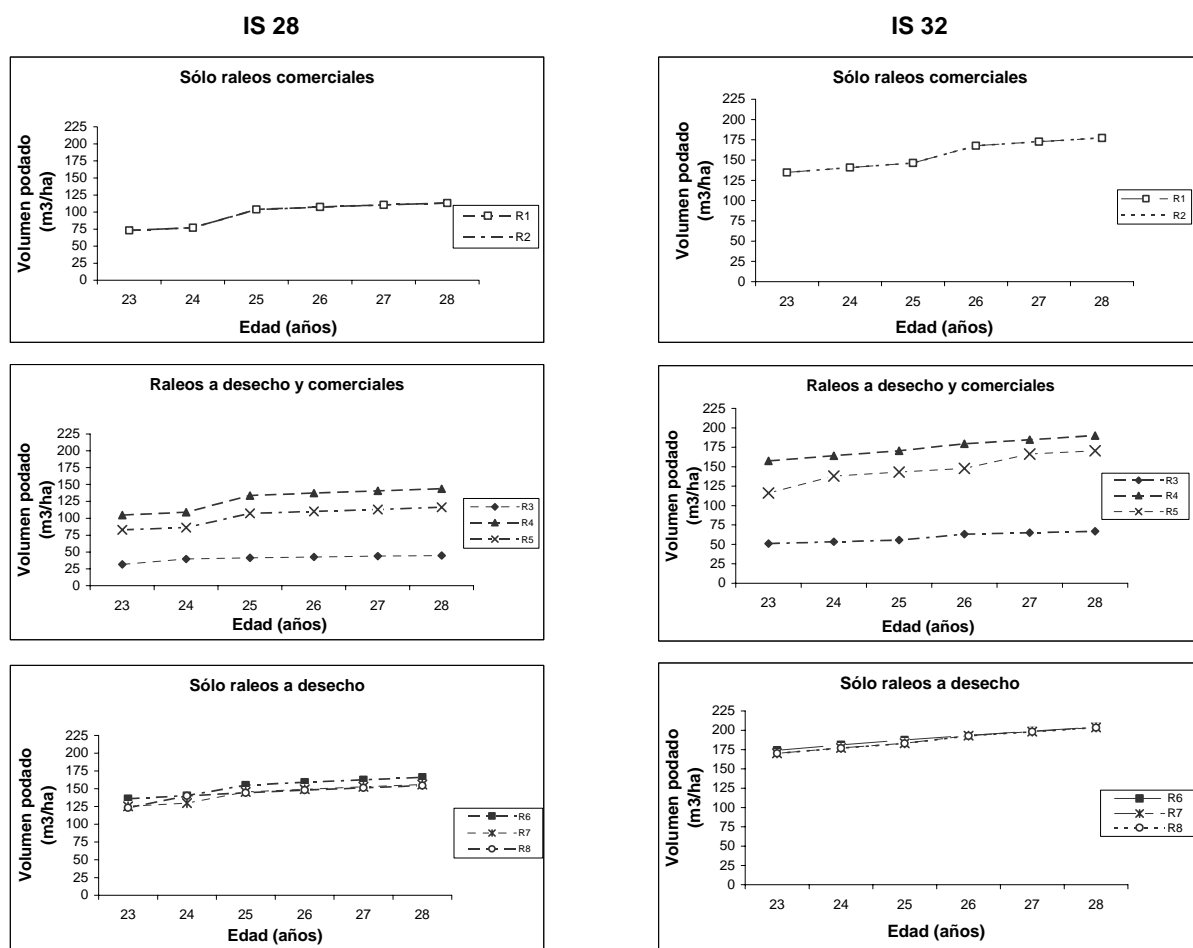 IS 28
IS 32
Sólo raleos comerciales
Volumen podado
(m3/ha)
225
200
175
150
125
100
75
50
25
0
23 24 25 26 27 28
Edad (años)
R1
R2
Sólo raleos comerciales
Volumen podado
(m3/ha)
225
200
175
150
125
100
75
50
25
0
23 24 25 26 27 28
Edad (años)
R1
R2
Raleos a desecho y comerciales
Volumen podado
(m3/ha)
225
200
175
150
125
100
75
50
25
0
23 24 25 26 27 28
Edad (años)
R3
R4
R5
Raleos a desecho y comerciales
Volumen podado
(m3/ha)
225
200
175
150
125
100
75
50
25
0
23 24 25 26 27 28
Edad (años)
R3
R4
R5
Sólo raleos a desecho
Volumen podado
(m3/ha)
225
200
175
150
125
100
75
50
25
0
23 24 25 26 27 28
Edad (años)
R6
R7
R8
Sólo raleos a desecho
Volumen podado
(m3/ha)
225
200
175
150
125
100
75
50
25
0
23 24 25 26 27 28
Edad (años)
R6
R7
R8